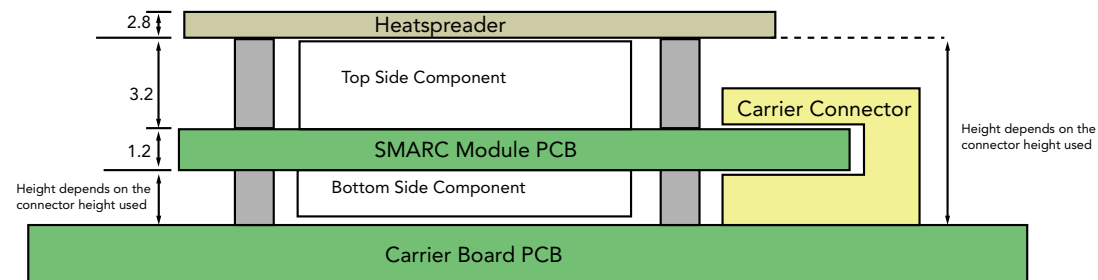 2.8
Heatspreader
Top Side Component
3.2
Carrier Connector
Height depends on the
connector height used
1.2
SMARC Module PCB
Height depends on the
connector height used
Bottom Side Component
Carrier Board PCB